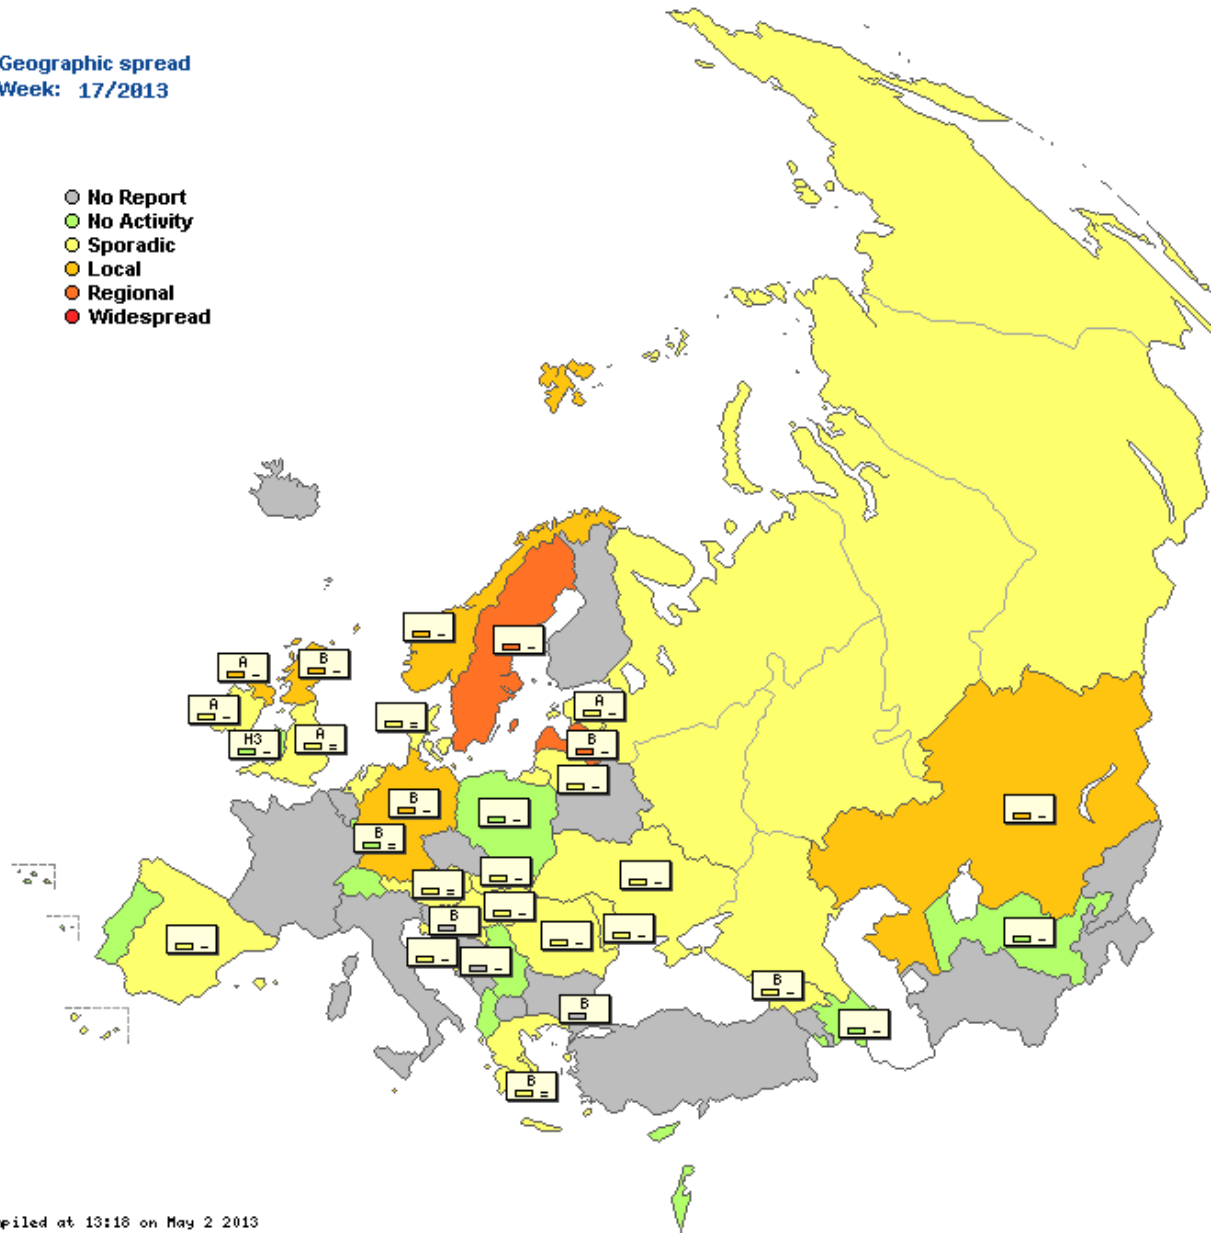 Geographic spread
Week: 17/2013
No Report
No Activity
Sporadic
Local
Regional
Widespread
–
–
A
–
B
–
A
–
A
–
H3
–
A
=
=
B
–
–
B
–
–
B
=
–
–
=
–
B
–
–
–
–
–
–
–
B
–
B
–
–
B
=
piled at 13:18 on May 2 2013